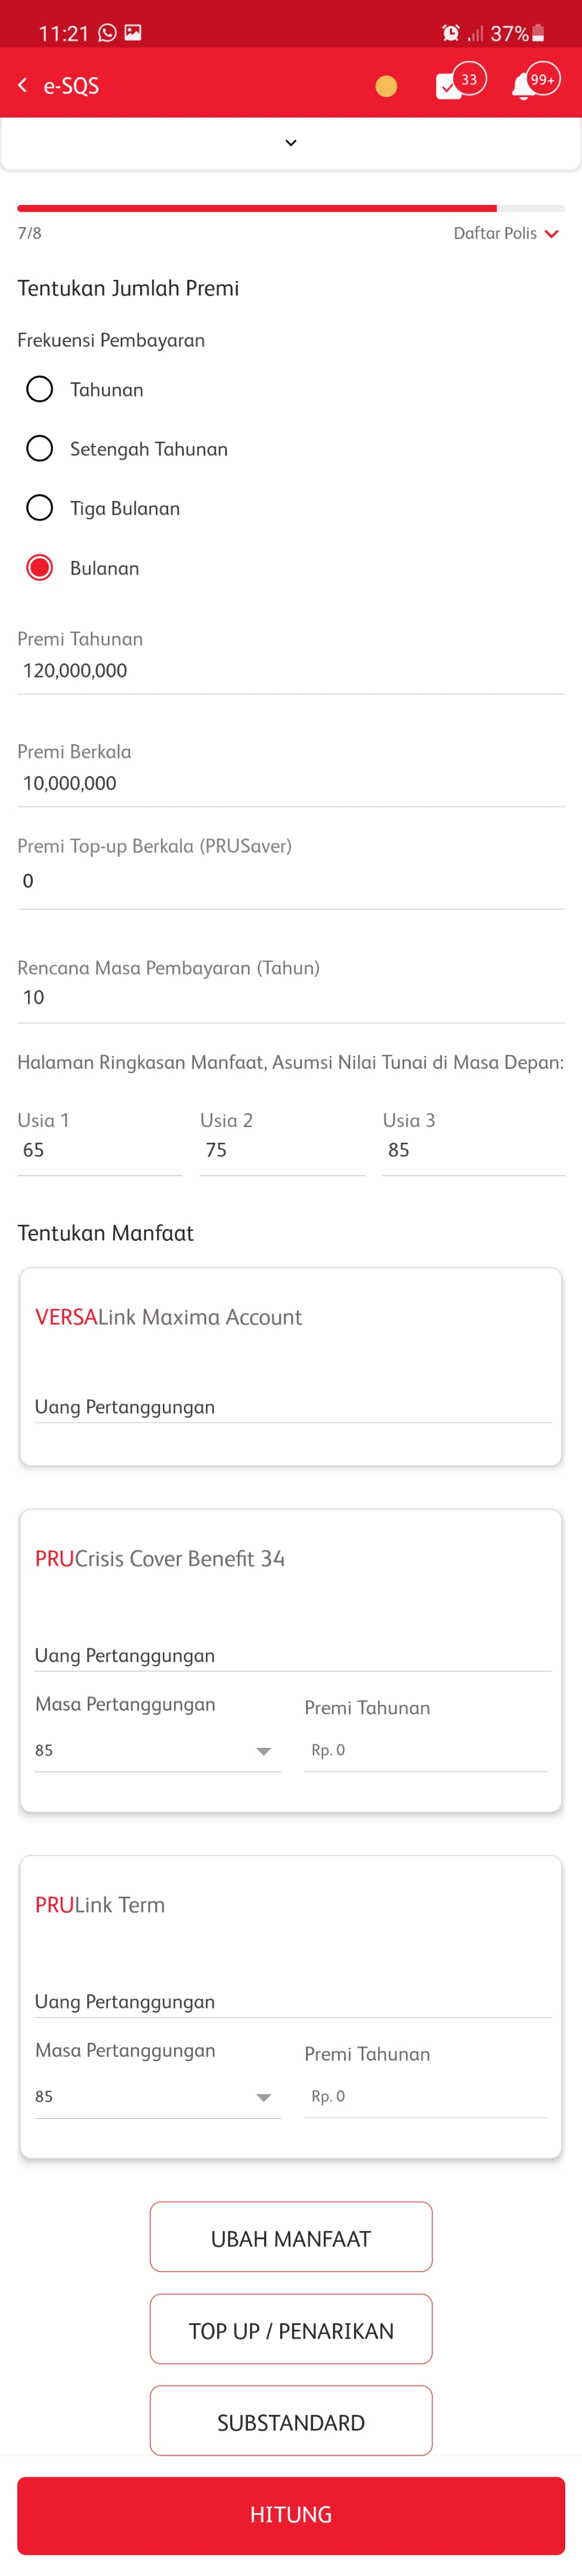 11:21 37%
e-SQS 33 99+
7/8 Daftar Polis
Tentukan Jumlah Premi
Frekuensi Pembayaran
Tahunan
Setengah Tahunan
Tiga Bulanan
Bulanan
Premi Tahunan
120,000,000
Premi Berkala
10,000,000
Premi Top-up Berkala (PRUSaver)
0
Rencana Masa Pembayaran (Tahun)
10
Halaman Ringkasan Manfaat, Asumsi Nilai Tunai di Masa Depan:
Usia 1 Usia 2 Usia 3
65 75 85
Tentukan Manfaat
VERSALink Maxima Account
Uang Pertanggungan
PRUCrisis Cover Benefit 34
Uang Pertanggungan
Masa Pertanggungan Premi Tahunan
85 Rp. 0
PRULink Term
Uang Pertanggungan
Masa Pertanggungan Premi Tahunan
85 Rp. 0
UBAH MANFAAT
TOP UP / PENARIKAN
SUBSTANDARD
HITUNG